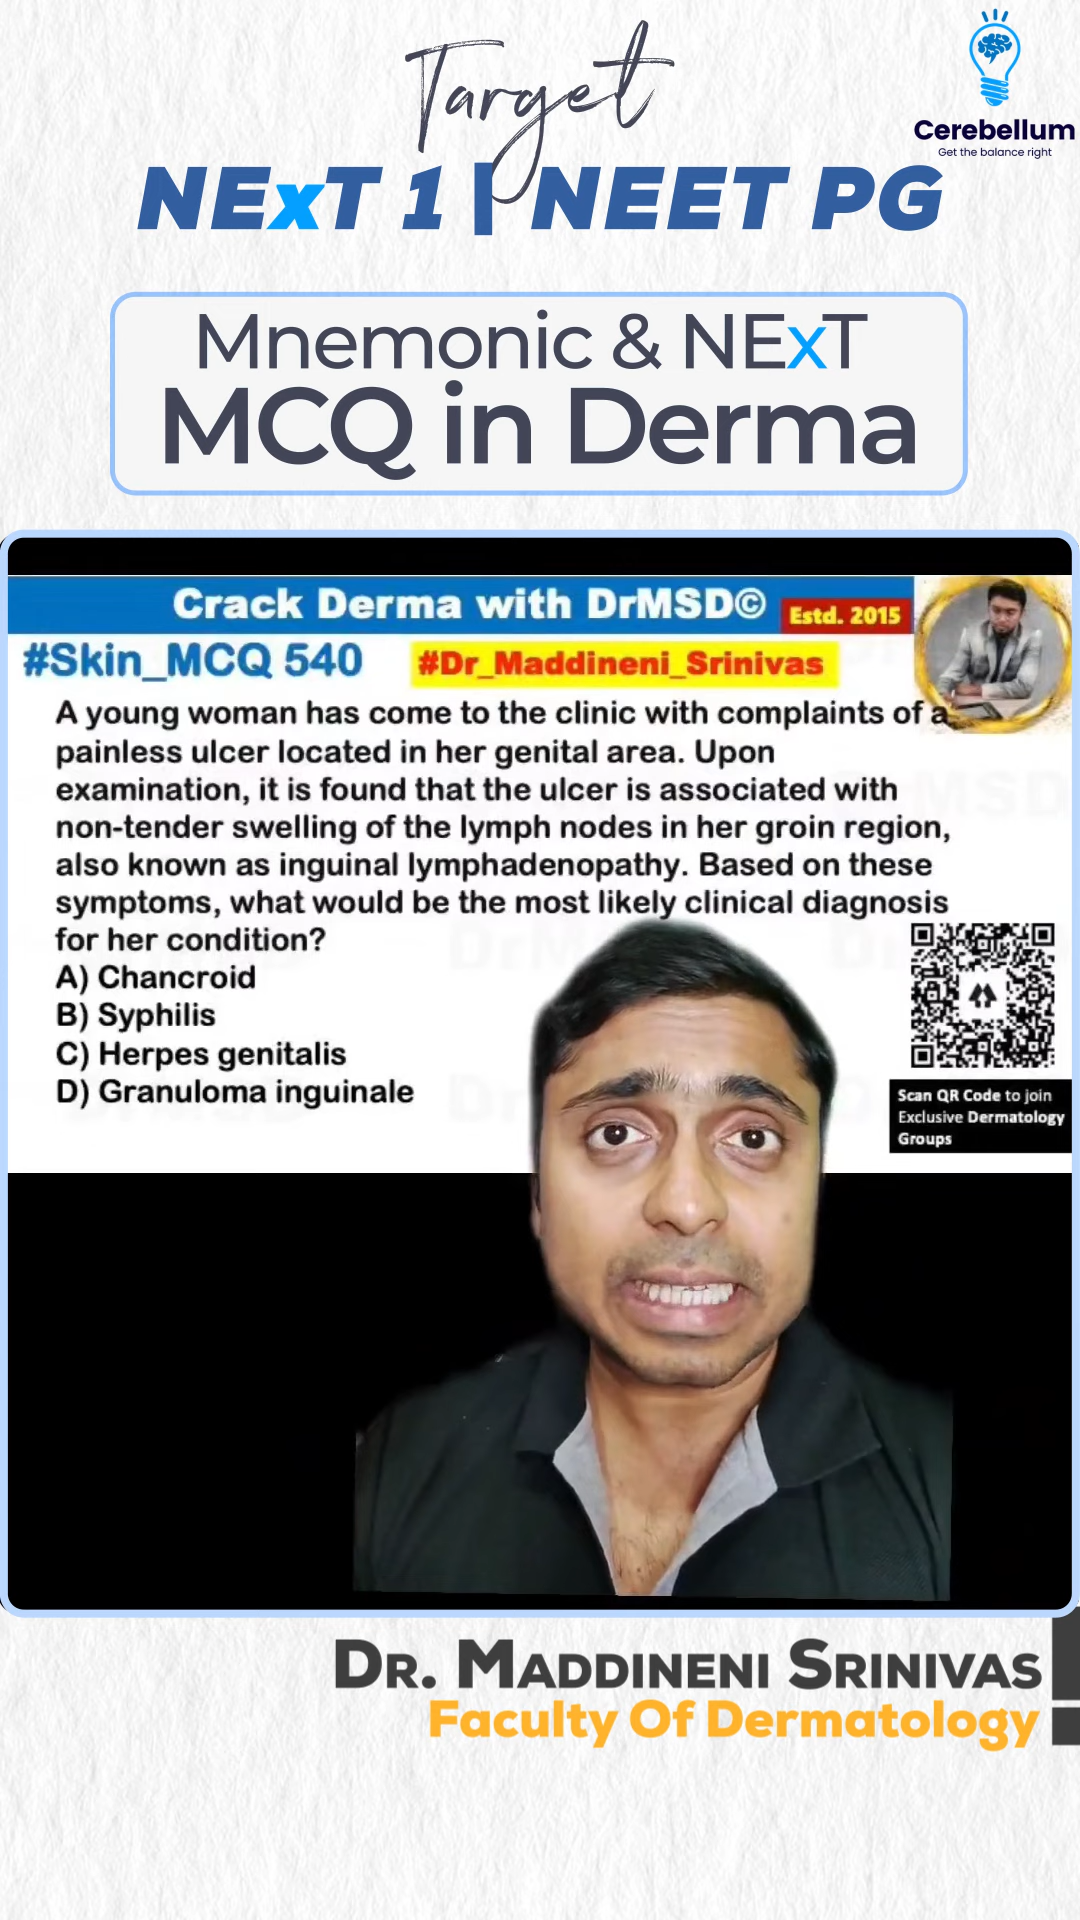 Target
Cerebellum
Get the balance right
NExT 1 | NEET PG
Mnemonic & NExT
MCQ in Derma
Crack Derma with DrMSD©
Estd. 2015
#Skin_MCQ 540
#Dr_Maddineni_Srinivas
A young woman has come to the clinic with complaints of a
painless ulcer located in her genital area. Upon
examination, it is found that the ulcer is associated with
non-tender swelling of the lymph nodes in her groin region,
also known as inguinal lymphadenopathy. Based on these
symptoms, what would be the most likely clinical diagnosis
for her condition?
A) Chancroid
B) Syphilis
C) Herpes genitalis
D) Granuloma inguinale
Scan QR Code to join
Exclusive Dermatology
Groups
DR. MADDINENI SRINIVAS
Faculty Of Dermatology